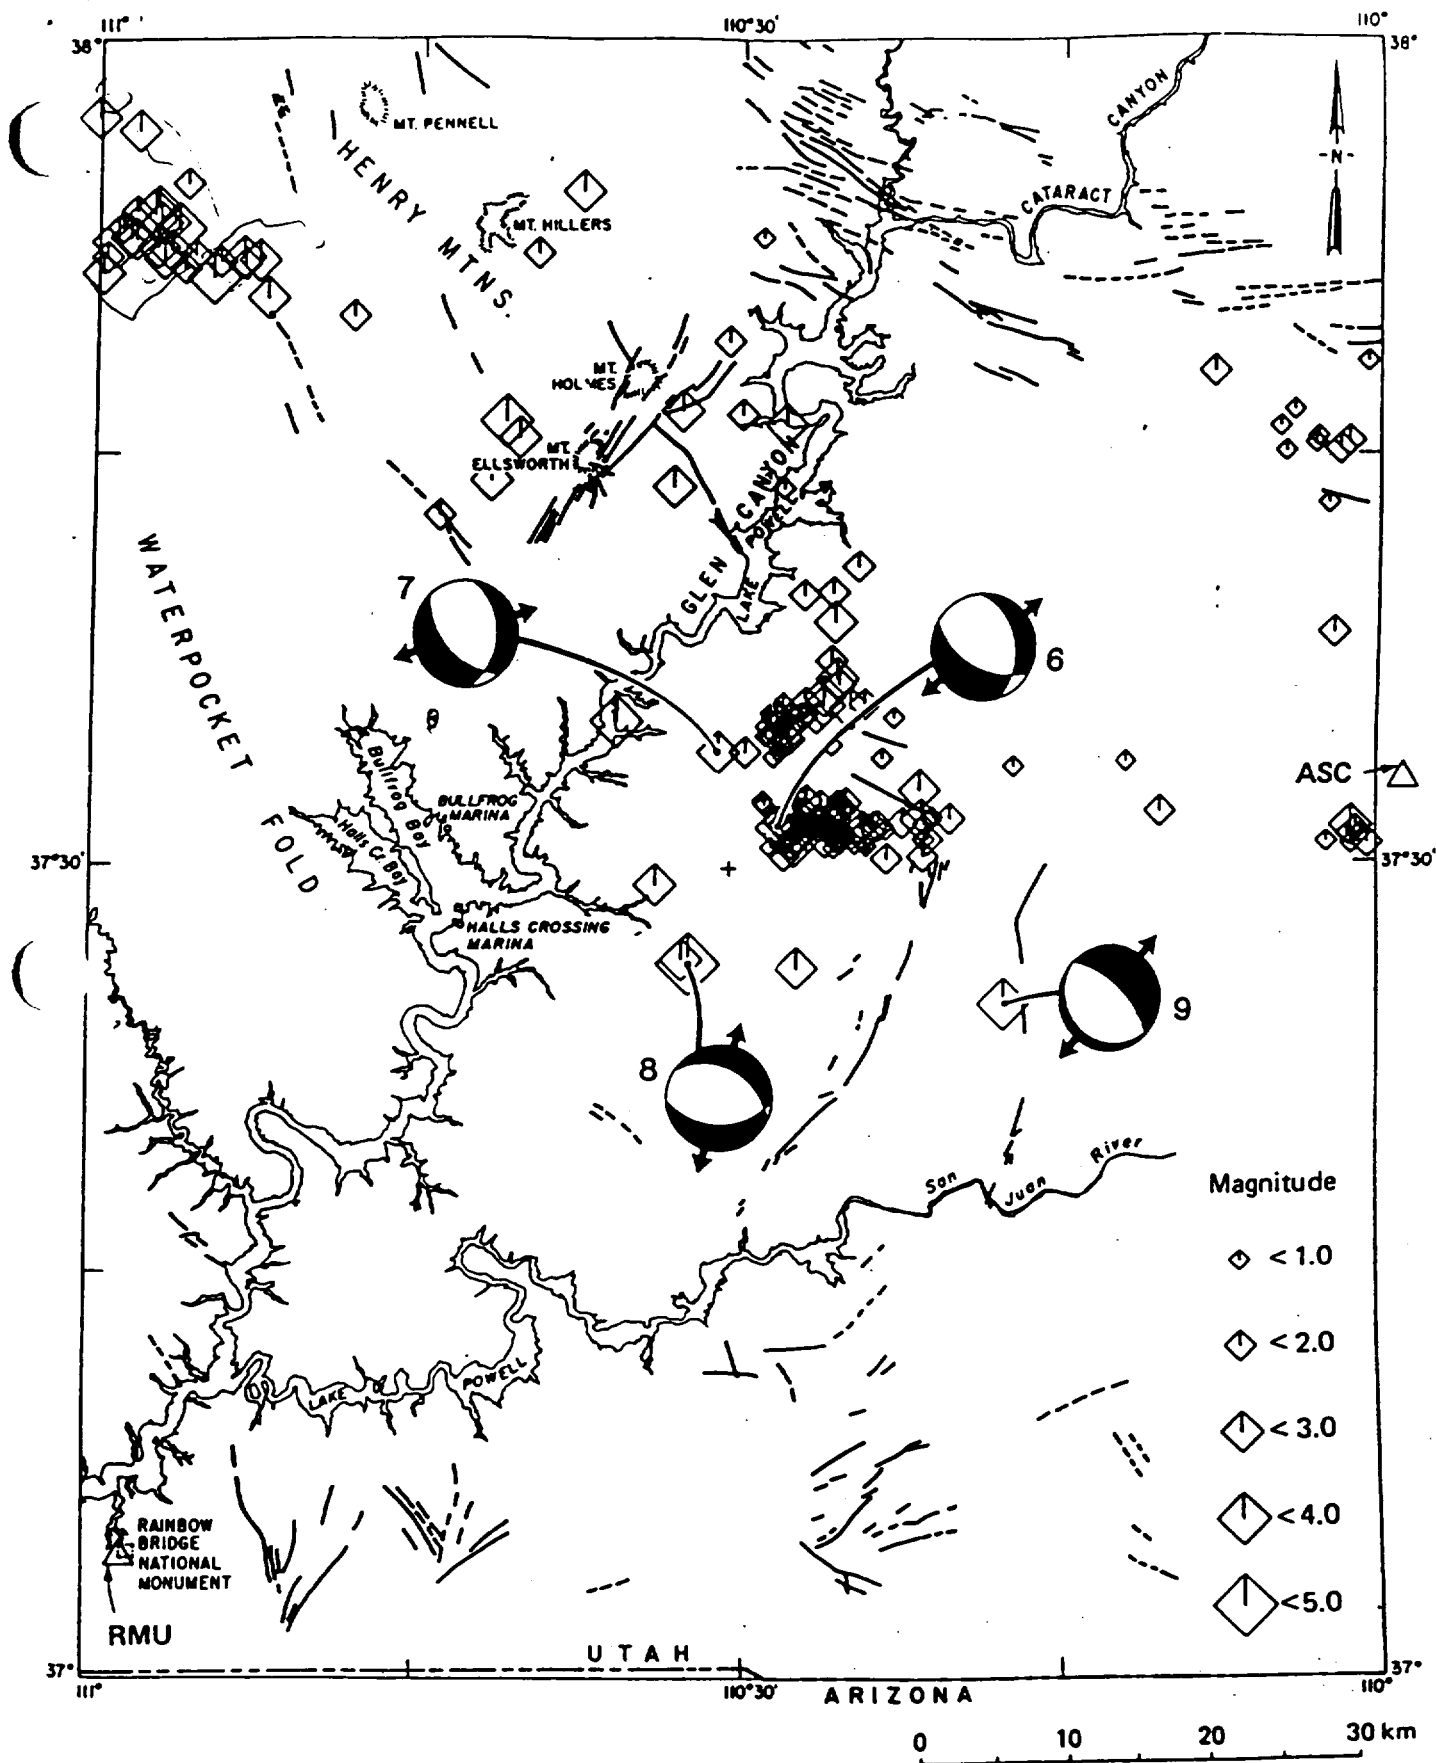 111°
110°30'
110°
38°
38°
MT. PENNELL
HENRY MTNS.
MT. HILLERS
CATARACT CANYON
-N-
MT.
HOLMES
MT.
ELLSWORTH
GLEN CANYON
LAKE POWELL
WATERPOCKET FOLD
7
6
ASC
Bullfrog Bay
BULLFROG
MARINA
Halls Cr. Bay
37°30'
37°30'
HALLS CROSSING
MARINA
9
8
San Juan River
Magnitude
<1.0
<2.0
<3.0
<4.0
<5.0
LAKE POWELL
RAINBOW
BRIDGE
NATIONAL
MONUMENT
RMU
UTAH
37°
37°
111°
110°30'
110°
ARIZONA
0 10 20 30 km